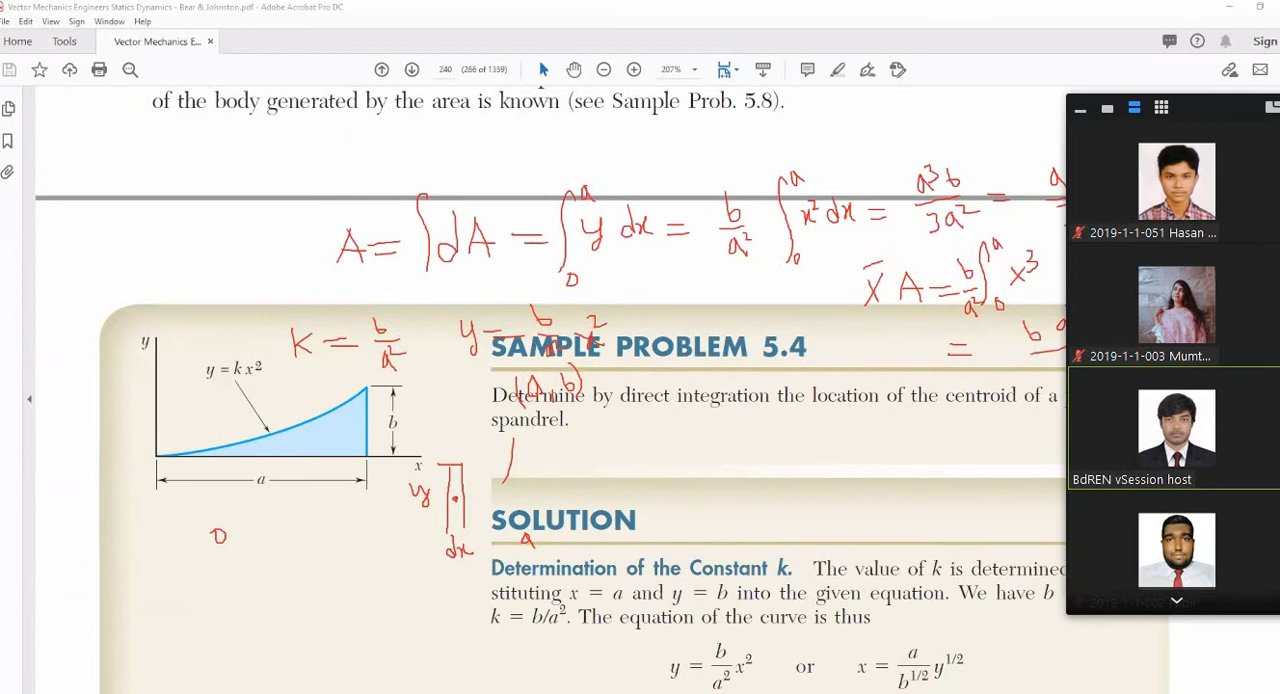 Vector Mechanics Engineers Statics Dynamics - Bear & Johnston.pdf - Adobe Acrobat Pro DC
File Edit View Sign Window Help
Home Tools Vector Mechanics E... × Sign
240 (266 of 1359) 207%
of the body generated by the area is known (see Sample Prob. 5.8).
A = ∫ dA = ∫₀ᵃ y dx = b/a² ∫₀ᵃ x² dx = a³b/3a² = a
x̄ A = b/a² ∫₀ᵃ x³
= b a
K = b/a² y = b/a² x²
(a, b)
SAMPLE PROBLEM 5.4
Determine by direct integration the location of the centroid of a
spandrel.
y
y = k x²
b
x
a
y
dx
0
a
SOLUTION
Determination of the Constant k. The value of k is determined
stituting x = a and y = b into the given equation. We have b
k = b/a². The equation of the curve is thus
y = b/a² x² or x = a/b^1/2 y^1/2
2019-1-1-051 Hasan ...
2019-1-1-003 Mumt...
BdREN vSession host